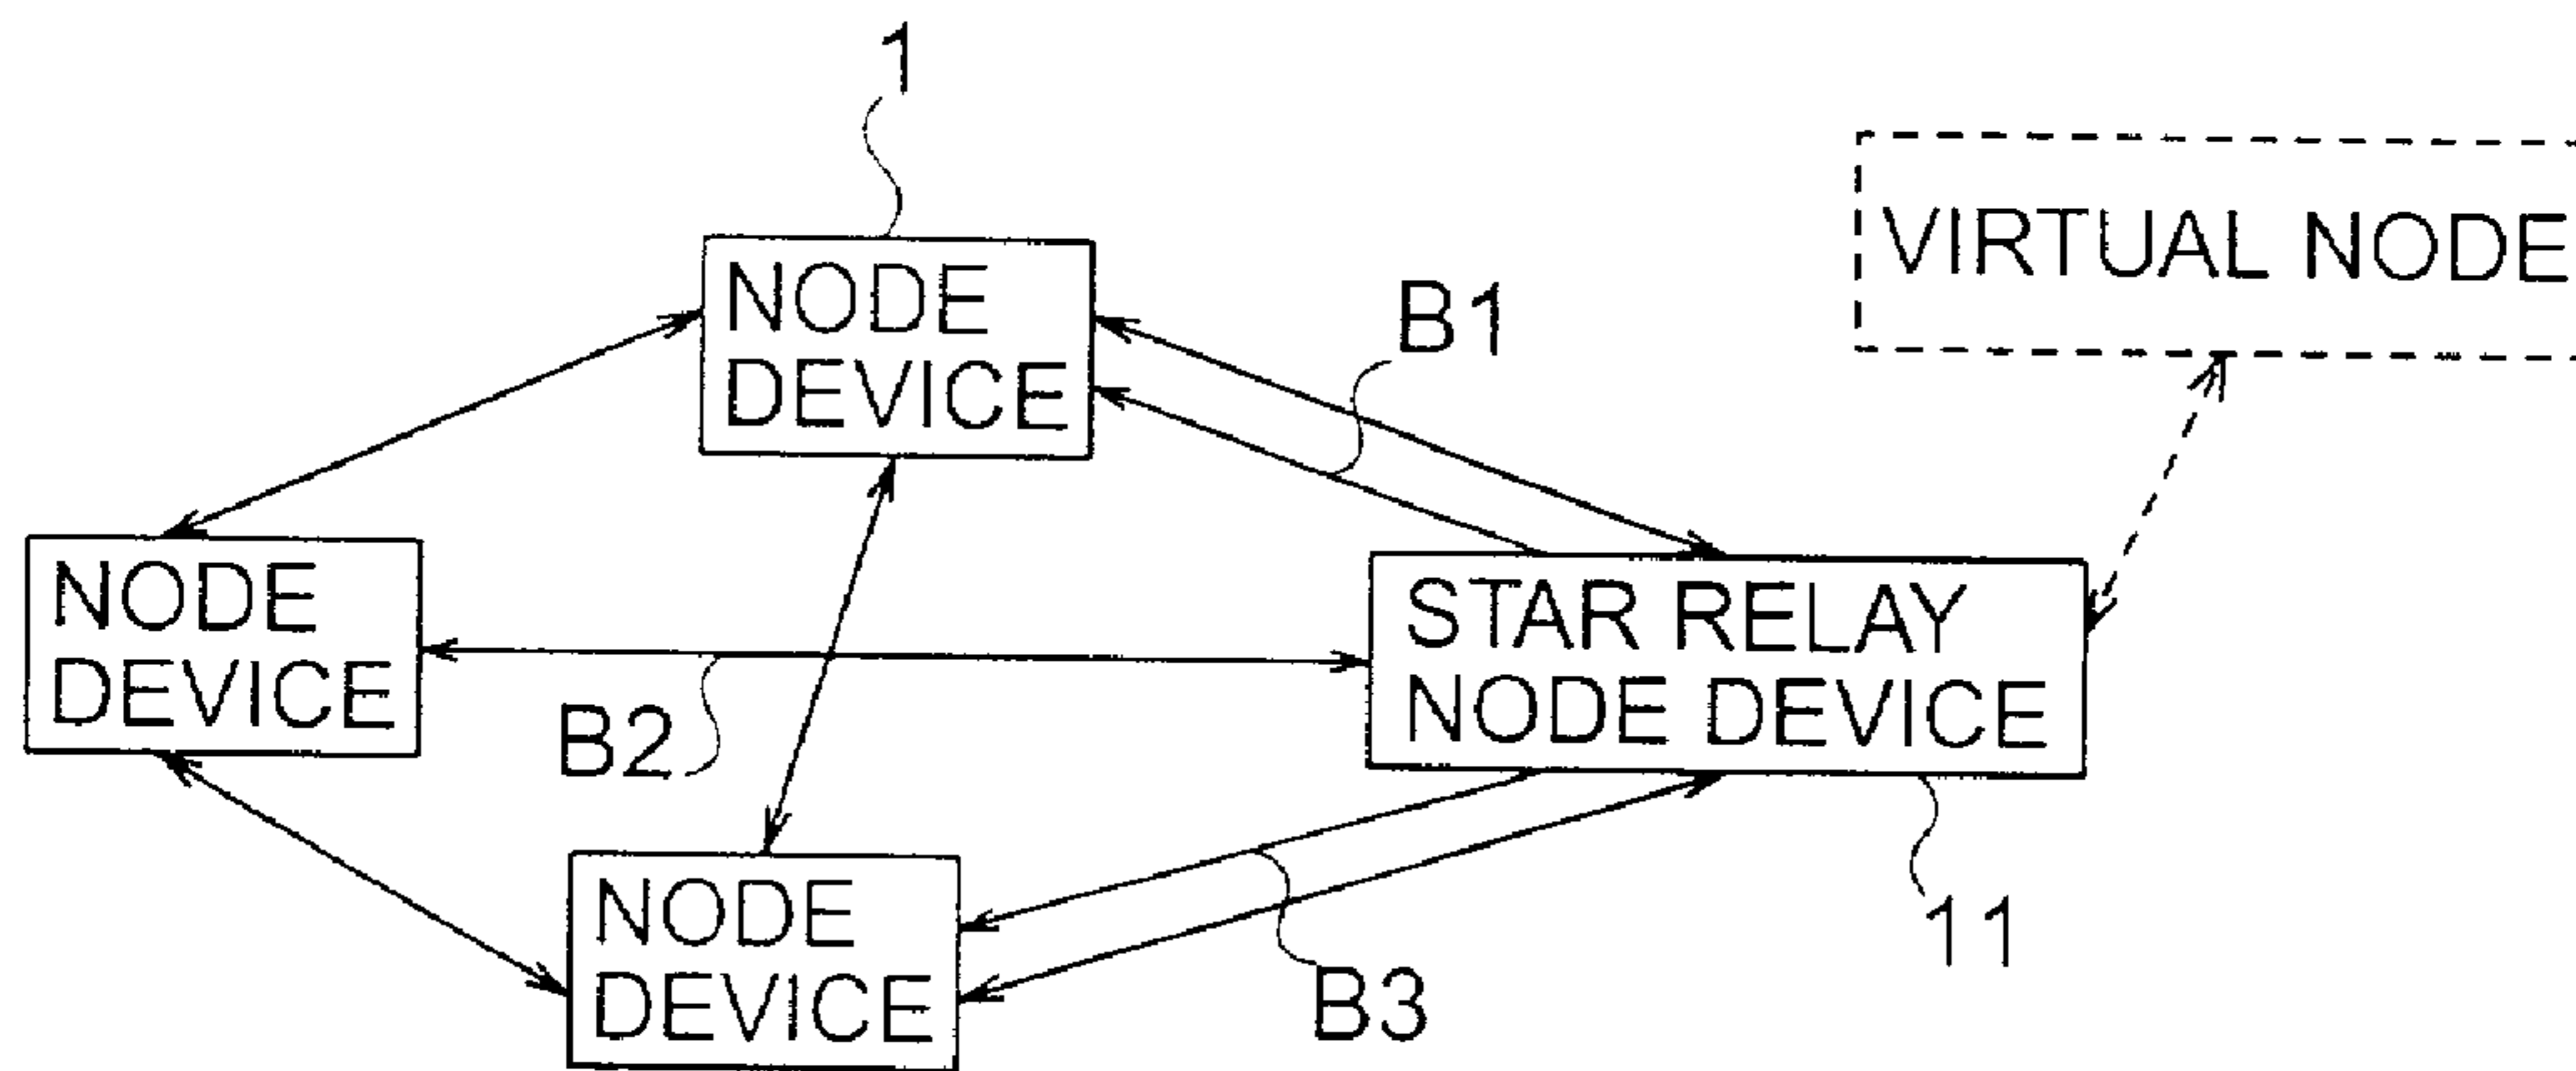 1
VIRTUAL NODE
NODE
DEVICE
B1
NODE
DEVICE
STAR RELAY
NODE DEVICE
B2
NODE
DEVICE
11
B3